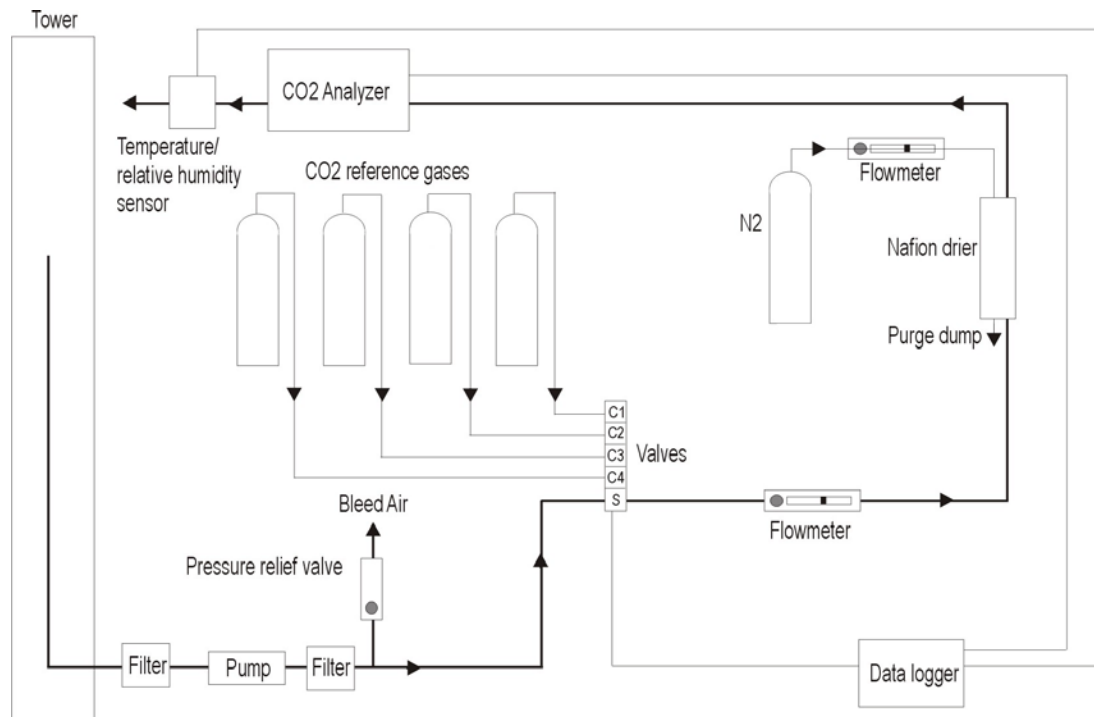 Tower
CO2 Analyzer
Temperature/
relative humidity
sensor
CO2 reference gases
Flowmeter
N2
Nafion drier
Purge dump
C1
C2
C3
C4
S
Valves
Bleed Air
Flowmeter
Pressure relief valve
Filter
Pump
Filter
Data logger